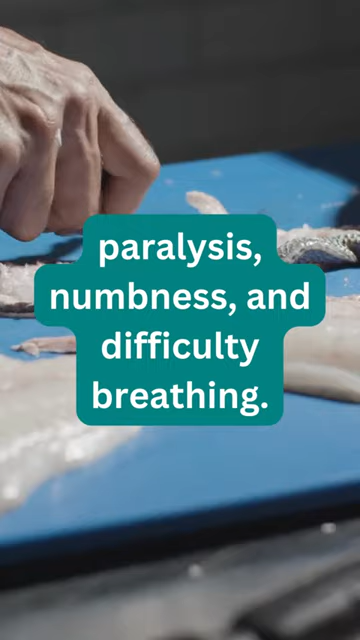 paralysis,
numbness, and
difficulty
breathing.